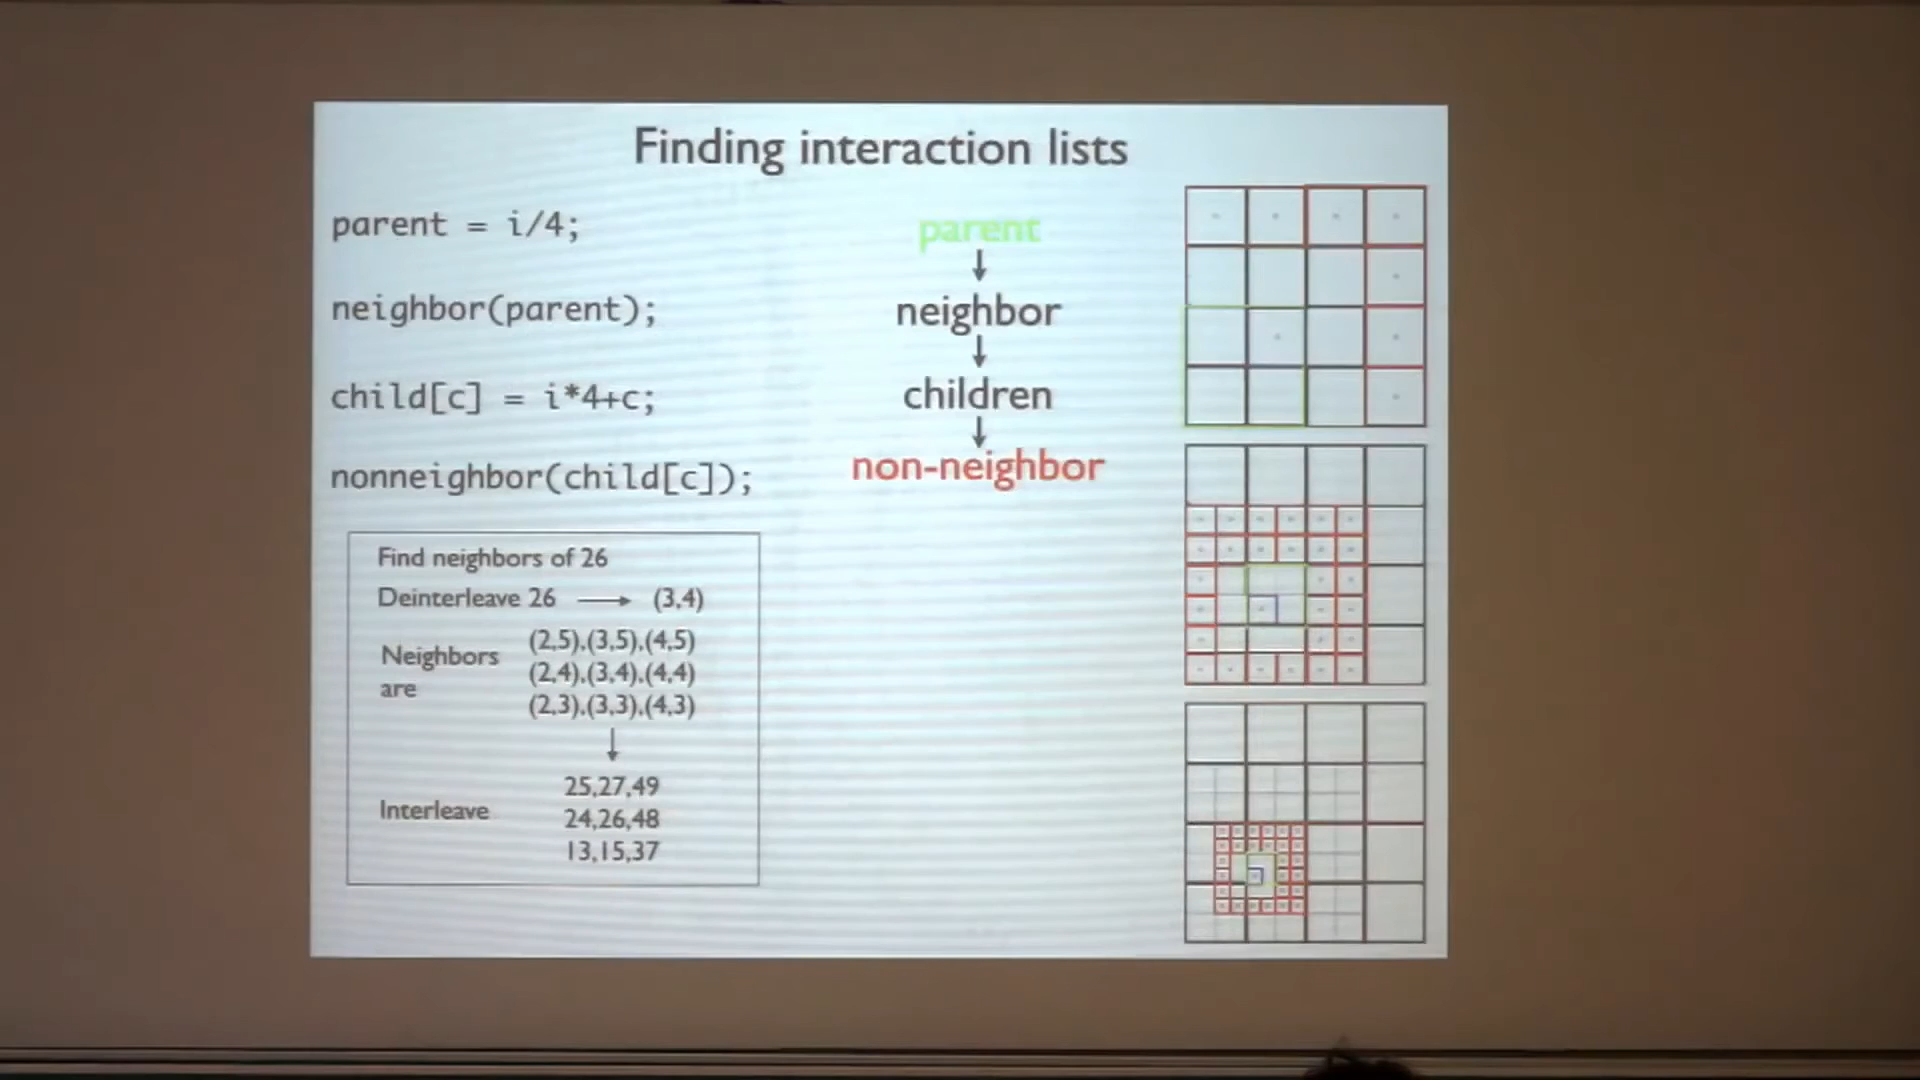 Finding interaction lists
parent = i/4;
neighbor(parent);
child[c] = i*4+c;
nonneighbor(child[c]);
parent
neighbor
children
non-neighbor
Find neighbors of 26
Deinterleave 26 → (3,4)
Neighbors are
(2,5),(3,5),(4,5)
(2,4),(3,4),(4,4)
(2,3),(3,3),(4,3)
Interleave
25,27,49
24,26,48
13,15,37